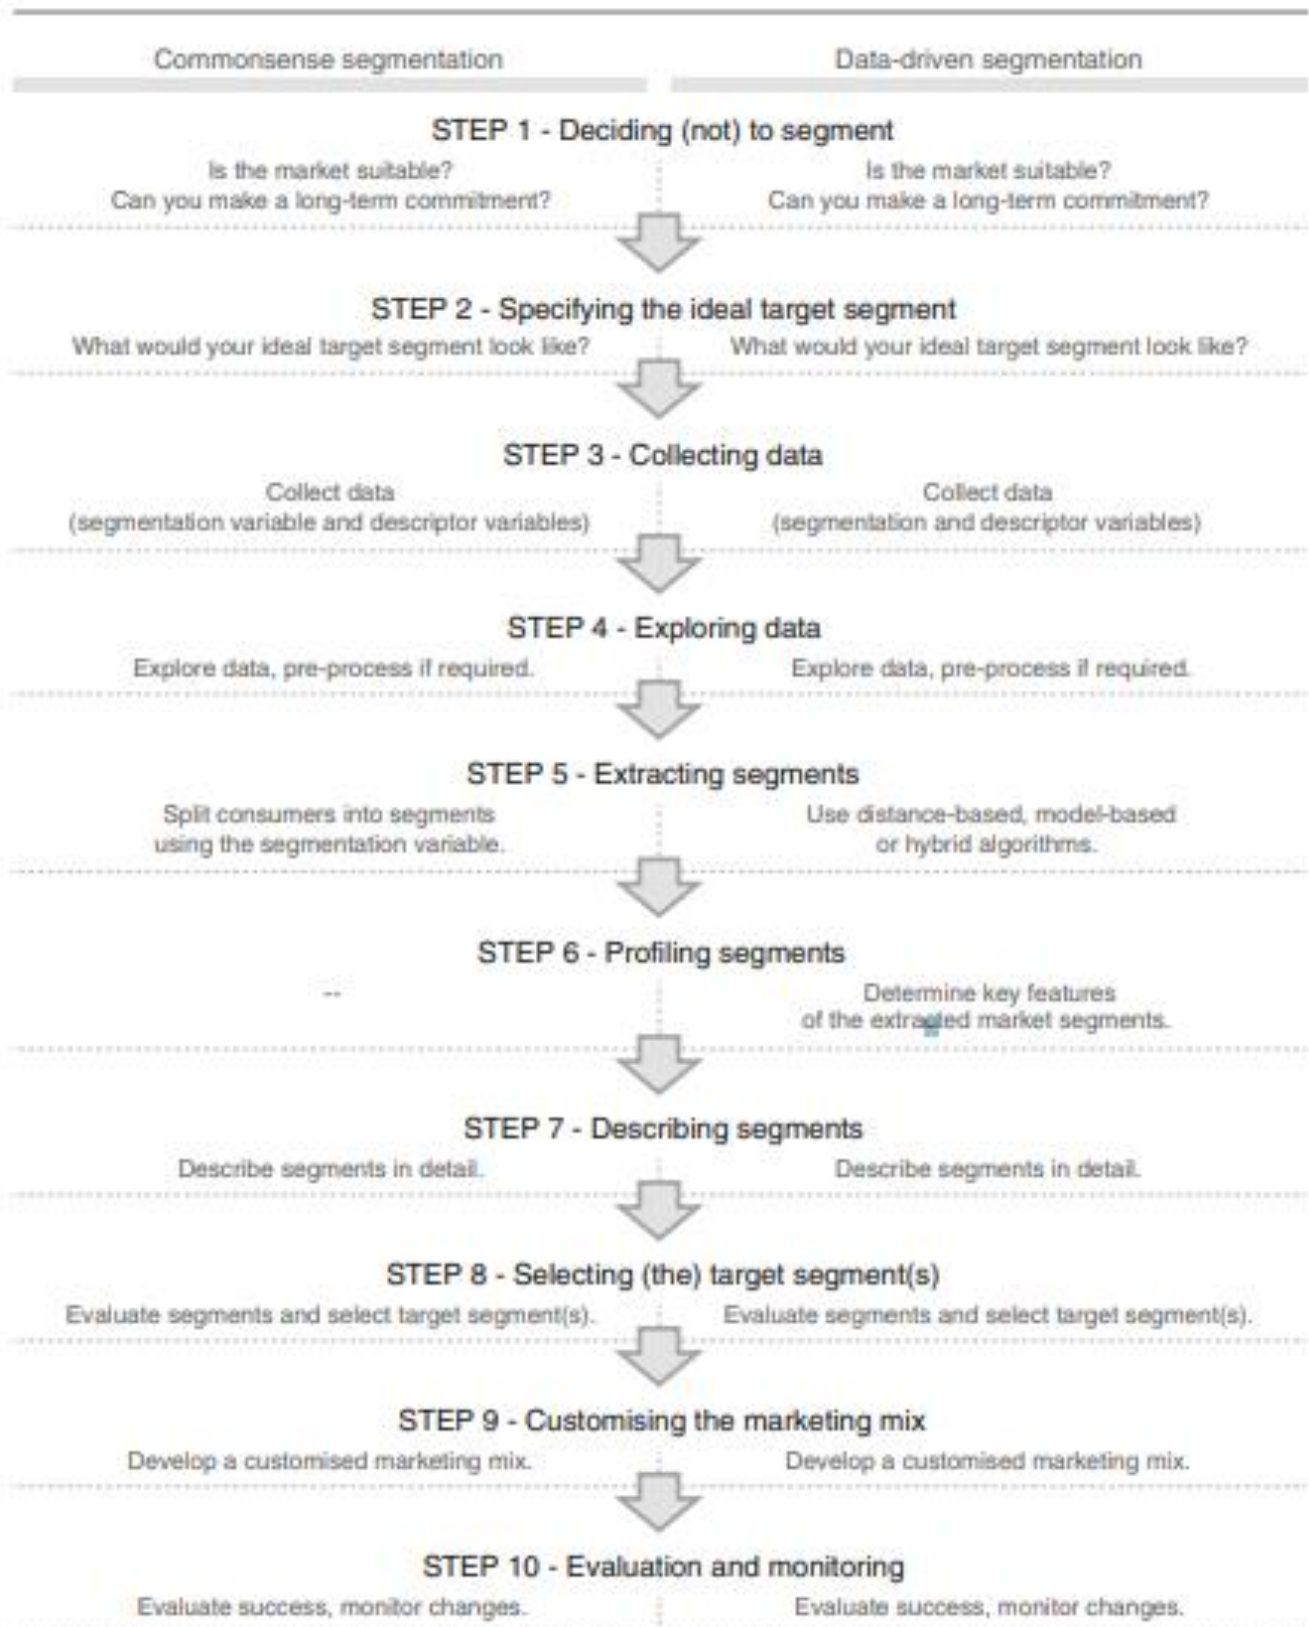 Commonsense segmentation
Data-driven segmentation
STEP 1 - Deciding (not) to segment
Is the market suitable?
Can you make a long-term commitment?
Is the market suitable?
Can you make a long-term commitment?
STEP 2 - Specifying the ideal target segment
What would your ideal target segment look like?
What would your ideal target segment look like?
STEP 3 - Collecting data
Collect data
(segmentation variable and descriptor variables)
Collect data
(segmentation and descriptor variables)
STEP 4 - Exploring data
Explore data, pre-process if required.
Explore data, pre-process if required.
STEP 5 - Extracting segments
Split consumers into segments
using the segmentation variable.
Use distance-based, model-based
or hybrid algorithms.
STEP 6 - Profiling segments
--
Determine key features
of the extracted market segments.
STEP 7 - Describing segments
Describe segments in detail.
Describe segments in detail.
STEP 8 - Selecting (the) target segment(s)
Evaluate segments and select target segment(s).
Evaluate segments and select target segment(s).
STEP 9 - Customising the marketing mix
Develop a customised marketing mix.
Develop a customised marketing mix.
STEP 10 - Evaluation and monitoring
Evaluate success, monitor changes.
Evaluate success, monitor changes.